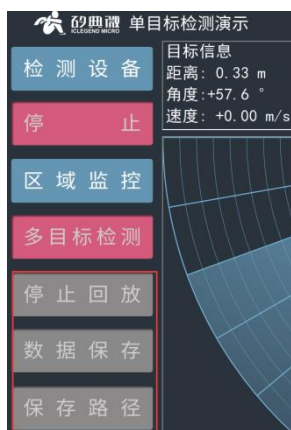 矽典微 单目标检测演示
ICLEGEND MICRO
目标信息
距离: 0.33 m
角度:+57.6 °
速度: +0.00 m/s
检测设备
停止
区域监控
多目标检测
停止回放
数据保存
保存路径